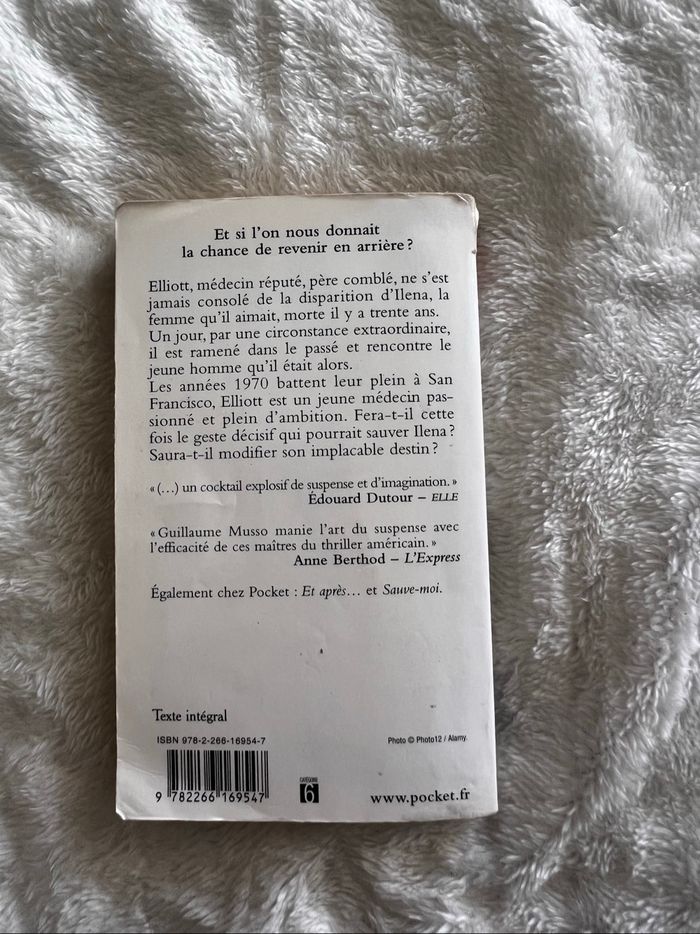 Et si l'on nous donnait
la chance de revenir en arrière ?
Elliott, médecin réputé, père comblé, ne s'est
jamais consolé de la disparition d'Ilena, la
femme qu'il aimait, morte il y a trente ans.
Un jour, par une circonstance extraordinaire,
il est ramené dans le passé et rencontre le
jeune homme qu'il était alors.
Les années 1970 battent leur plein à San
Francisco, Elliott est un jeune médecin pas-
sionné et plein d'ambition. Fera-t-il cette
fois le geste décisif qui pourrait sauver Ilena ?
Saura-t-il modifier son implacable destin ?
« (...) un cocktail explosif de suspense et d'imagination. »
Édouard Dutour – ELLE
« Guillaume Musso manie l'art du suspense avec
l'efficacité de ces maîtres du thriller américain. »
Anne Berthod – L'Express
Également chez Pocket : Et après... et Sauve-moi.
Texte intégral
ISBN 978-2-266-16954-7
Photo © Photo12 / Alamy.
9 782266 169547
CATÉGORIE
6
www.pocket.fr